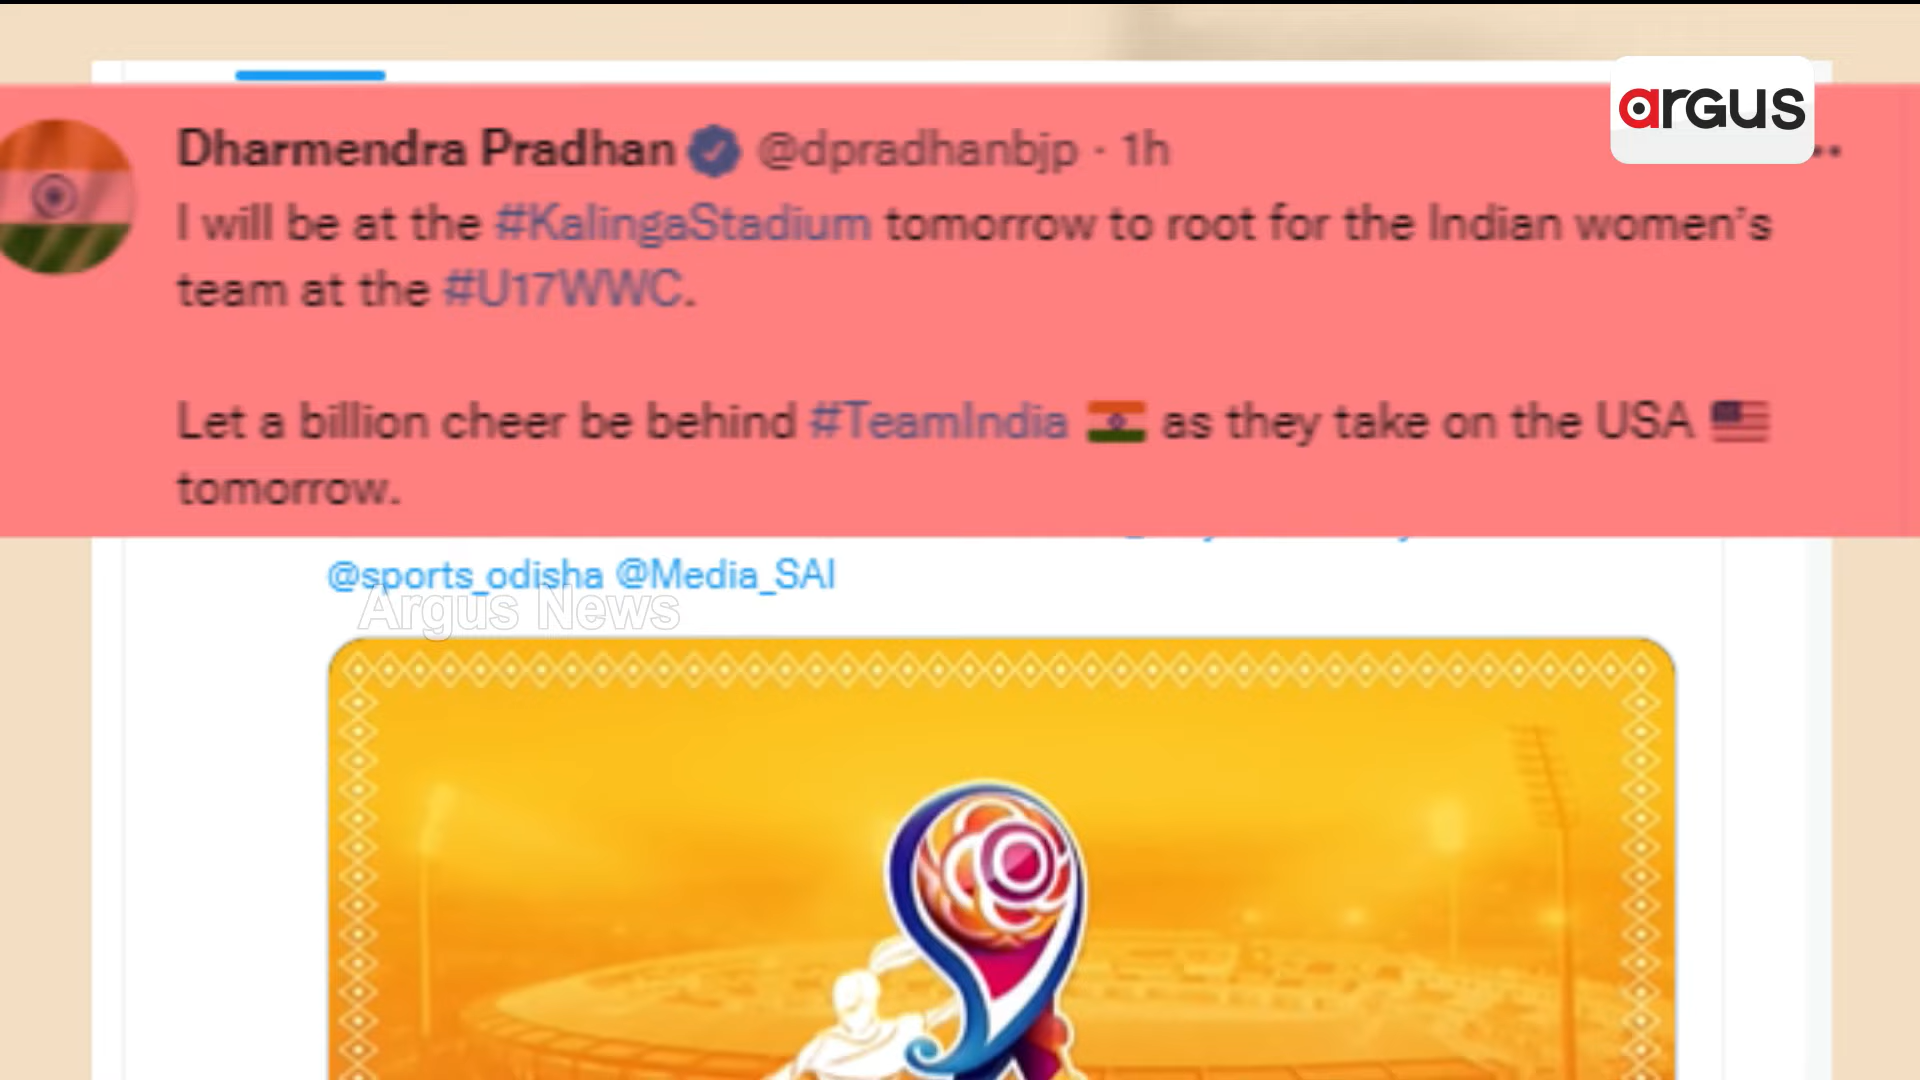 argus
Dharmendra Pradhan @dpradhanbjp · 1h
I will be at the #KalingaStadium tomorrow to root for the Indian women's
team at the #U17WWC.
Let a billion cheer be behind #TeamIndia 🇮🇳 as they take on the USA 🇺🇸
tomorrow.
@sports_odisha @Media_SAI
Argus News